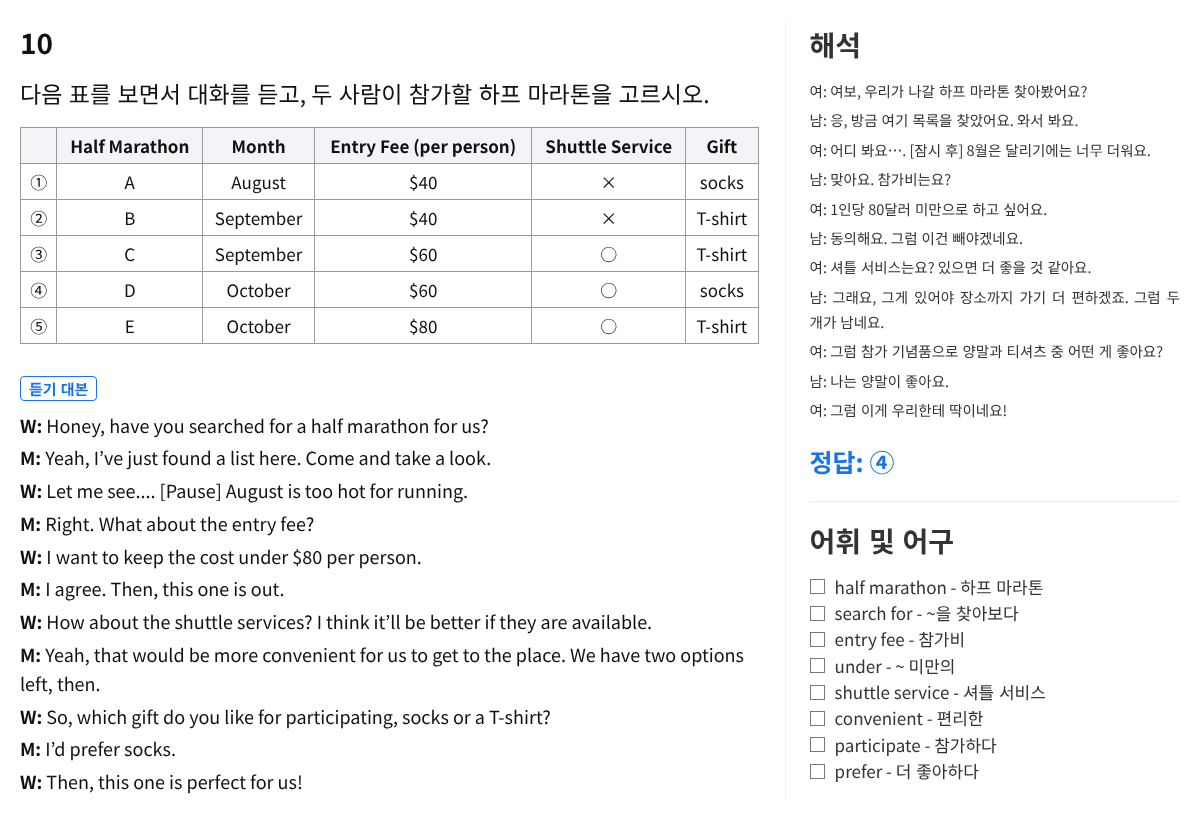 10
다음 표를 보면서 대화를 듣고, 두 사람이 참가할 하프 마라톤을 고르시오.
Half Marathon Month Entry Fee (per person) Shuttle Service Gift
① A August $40 × socks
② B September $40 × T-shirt
③ C September $60 ○ T-shirt
④ D October $60 ○ socks
⑤ E October $80 ○ T-shirt
듣기 대본
W: Honey, have you searched for a half marathon for us?
M: Yeah, I’ve just found a list here. Come and take a look.
W: Let me see.... [Pause] August is too hot for running.
M: Right. What about the entry fee?
W: I want to keep the cost under $80 per person.
M: I agree. Then, this one is out.
W: How about the shuttle services? I think it’ll be better if they are available.
M: Yeah, that would be more convenient for us to get to the place. We have two options
left, then.
W: So, which gift do you like for participating, socks or a T-shirt?
M: I’d prefer socks.
W: Then, this one is perfect for us!
해석
여: 여보, 우리가 나갈 하프 마라톤 찾아봤어요?
남: 응, 방금 여기 목록을 찾았어요. 와서 봐요.
여: 어디 봐요…. [잠시 후] 8월은 달리기에는 너무 더워요.
남: 맞아요. 참가비는요?
여: 1인당 80달러 미만으로 하고 싶어요.
남: 동의해요. 그럼 이건 빼야겠네요.
여: 셔틀 서비스는요? 있으면 더 좋을 것 같아요.
남: 그래요, 그게 있어야 장소까지 가기 더 편하겠죠. 그럼 두
개가 남네요.
여: 그럼 참가 기념품으로 양말과 티셔츠 중 어떤 게 좋아요?
남: 나는 양말이 좋아요.
여: 그럼 이게 우리한테 딱이네요!
정답: ④
어휘 및 어구
□ half marathon - 하프 마라톤
□ search for - ~을 찾아보다
□ entry fee - 참가비
□ under - ~ 미만의
□ shuttle service - 셔틀 서비스
□ convenient - 편리한
□ participate - 참가하다
□ prefer - 더 좋아하다